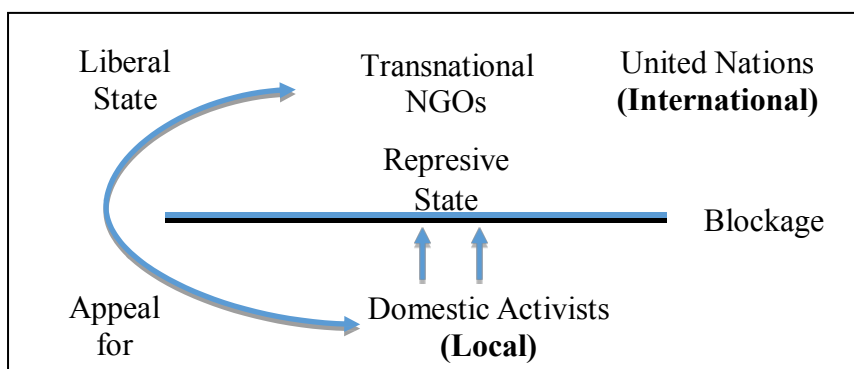 Liberal
State
Transnational
NGOs
United Nations
(International)
Represive
State
Blockage
Appeal
for
Domestic Activists
(Local)